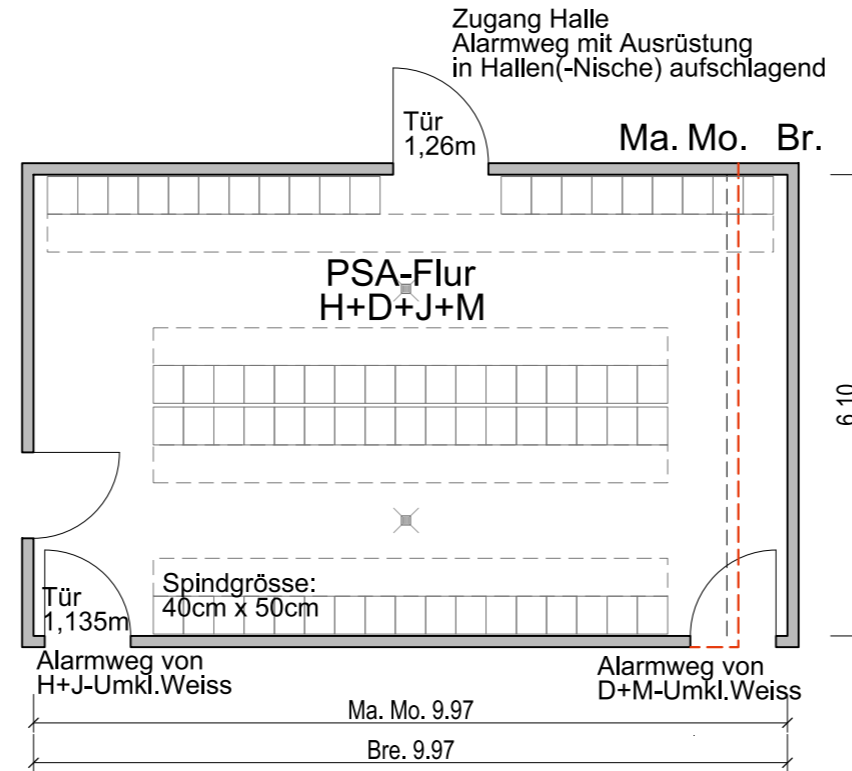 Zugang Halle
Alarmweg mit Ausrüstung
in Hallen(-Nische) aufschlagend
Tür
1,26m
Ma. Mo. Br.
PSA-Flur
H+D+J+M
6.10
Spindgrösse:
40cm x 50cm
Tür
1,135m
Alarmweg von
H+J-Umkl.Weiss
Alarmweg von
D+M-Umkl.Weiss
Ma. Mo. 9.97
Bre. 9.97